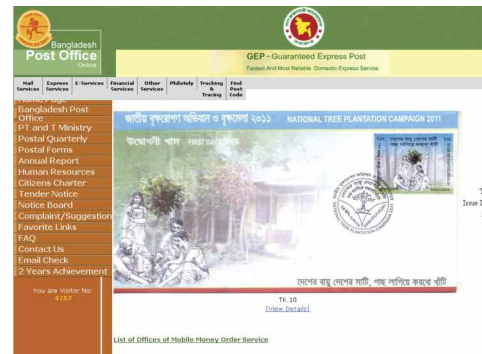 Bangladesh
Post Office
Online
GEP - Guaranteed Express Post
Fastest And Most Reliable Domestic Express Service
Mail Services
Express Services
E-Services
Financial Services
Other Services
Philately
Tracking & Tracing
Find Post Code
Home Page
Bangladesh Post Office
PT and T Ministry
Postal Quarterly
Postal Forms
Annual Report
Human Resources
Citizens Charter
Tender Notice
Notice Board
Complaint/Suggestion
Favorite Links
FAQ
Contact Us
Email Check
2 Years Achievement
You are Visitor No:
জাতীয় বৃক্ষরোপণ অভিযান ও বৃক্ষমেলা ২০১১
NATIONAL TREE PLANTATION CAMPAIGN 2011
উদ্বোধনী খাম FIRST DAY COVER
দেশের বায়ু দেশের মাটি, গাছ লাগিয়ে করবো খাঁটি
TK.10
[View Details]
List of Offices of Mobile Money Order Service